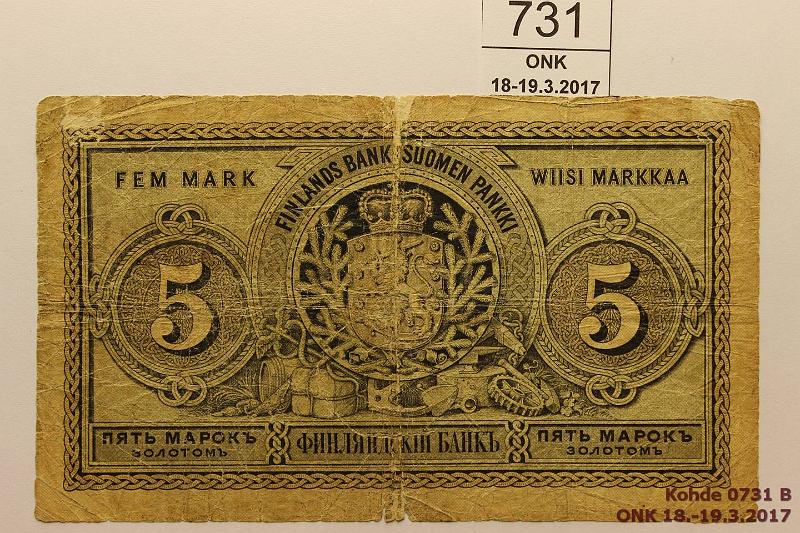 731
ONK
18-19.3.2017
FINLANDS BANK SUOMEN PANKKI
FEM MARK
WIISI MARKKAA
5
5
ПЯТЬ МАРОКЪ
ЗОЛОТОМЪ
ФИНЛЯНДСКІЙ БАНКЪ
ПЯТЬ МАРОКЪ
ЗОЛОТОМЪ
Kohde 0731 B
ONK 18.-19.3.2017